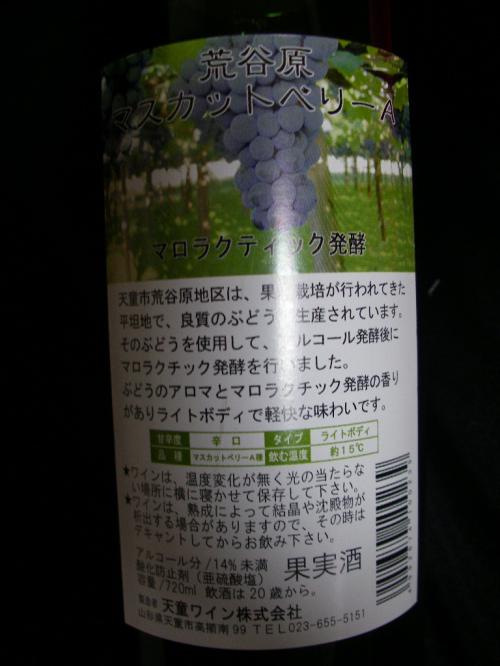 荒谷原
マスカットベリーA
マロラクティック発酵
天童市荒谷原地区は、果 栽培が行われてきた
平坦地で、良質のぶどう 生産されています。
そのぶどうを使用して、 ルコール発酵後に
マロラクチック発酵を行いました。
ぶどうのアロマとマロラクチック発酵の香り
がありライトボディで軽快な味わいです。
甘辛度 辛口 タイプ ライトボディ
品種 マスカットベリーA種 飲む温度 約15℃
★ワインは、温度変化が無く光の当たらな
い場所に横に寝かせて保存して下さい。
★ワインは、熟成によって結晶や沈殿物が
析出する場合がありますので、その時は
デキャントしてからお飲み下さい。
アルコール分/14%未満
酸化防止剤(亜硫酸塩)
果実酒
容量/720ml 飲酒は20歳から。
製造者 天童ワイン株式会社
山形県天童市高擶南99 TEL023-655-5151